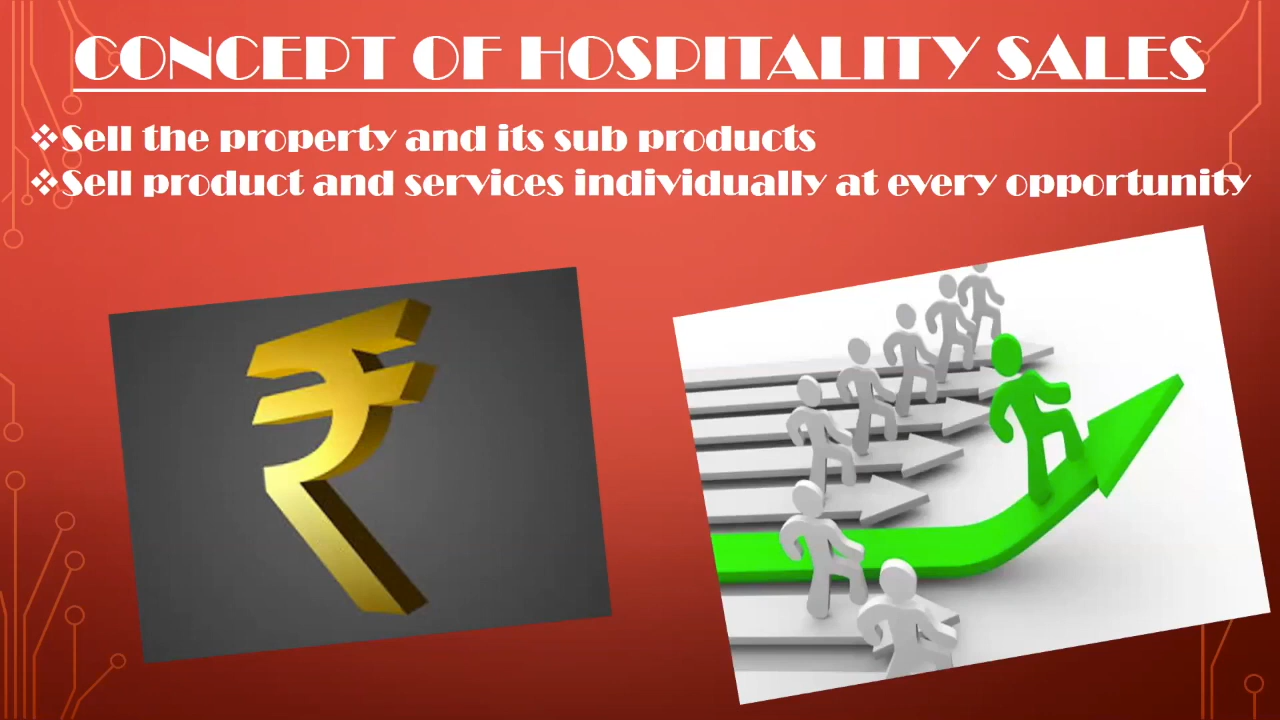 CONCEPT OF HOSPITALITY SALES
❖Sell the property and its sub products
❖Sell product and services individually at every opportunity